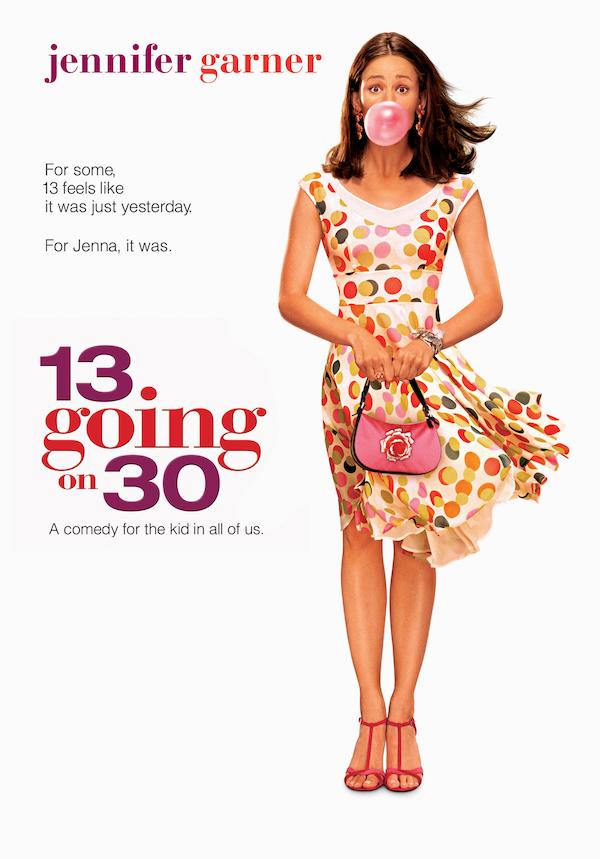 jennifer garner
For some,
13 feels like
it was just yesterday.
For Jenna, it was.
13
going
on 30
A comedy for the kid in all of us.